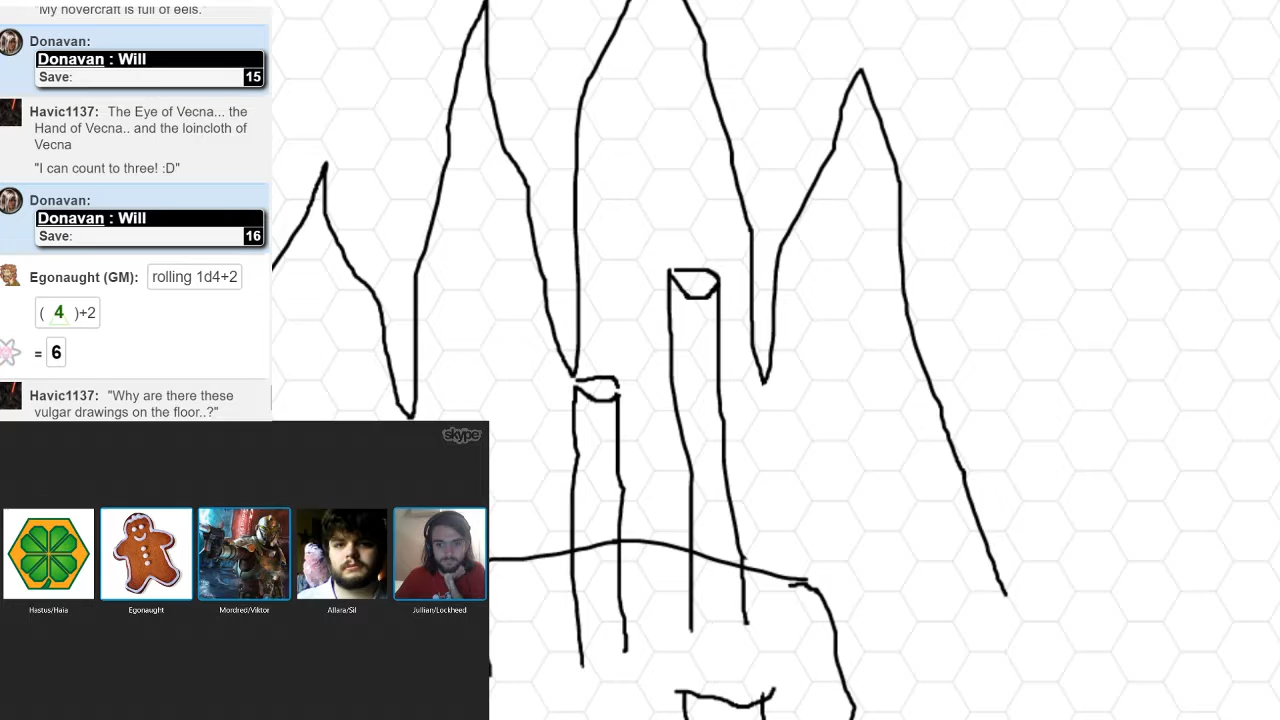 "My hovercraft is full of eels."
Donavan:
Donavan : Will
Save: 15
Havic1137: The Eye of Vecna... the
Hand of Vecna.. and the loincloth of
Vecna
"I can count to three! :D"
Donavan:
Donavan : Will
Save: 16
Egonaught (GM): rolling 1d4+2
( 4 )+2
= 6
Havic1137: "Why are there these
vulgar drawings on the floor..?"
skype
Hastus/Haia Egonaught Mordred/Viktor Allara/Sil Jullian/Lockheed